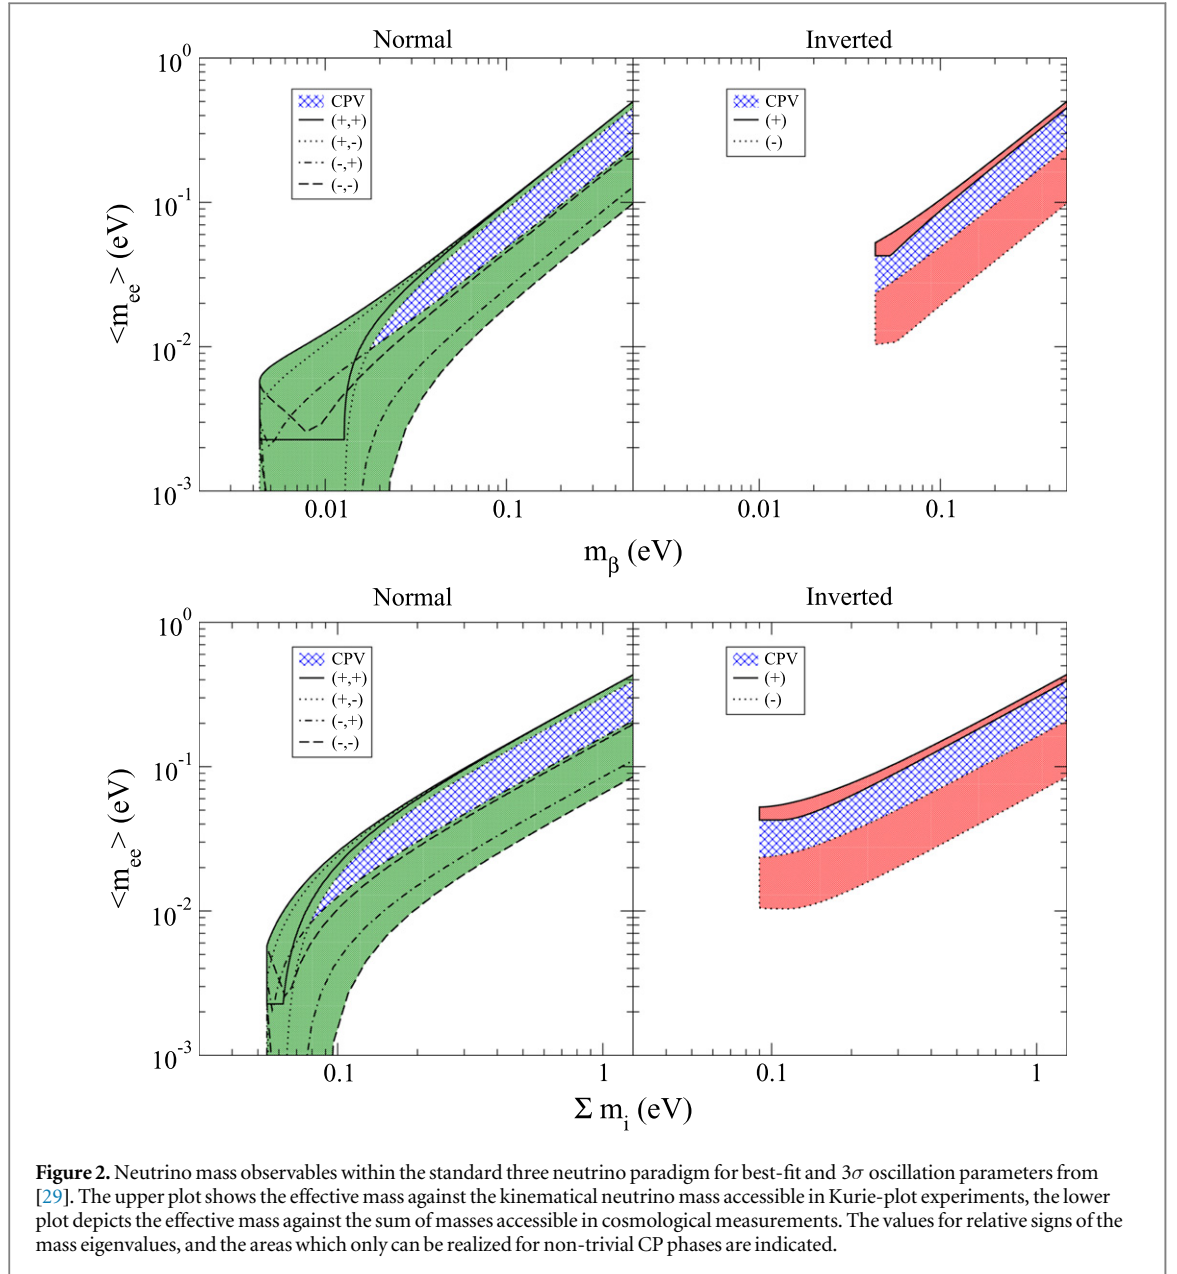 Normal
Inverted
10^0
10^-1
10^-2
10^-3
<m_ee> (eV)
CPV
(+,+)
(+,-)
(-,+)
(-,-)
CPV
(+)
(-)
0.01
0.1
0.01
0.1
m_β (eV)
Normal
Inverted
10^0
10^-1
10^-2
10^-3
<m_ee> (eV)
CPV
(+,+)
(+,-)
(-,+)
(-,-)
CPV
(+)
(-)
0.1
1
0.1
1
Σ m_i (eV)
Figure 2. Neutrino mass observables within the standard three neutrino paradigm for best-fit and 3σ oscillation parameters from
[29]. The upper plot shows the effective mass against the kinematical neutrino mass accessible in Kurie-plot experiments, the lower
plot depicts the effective mass against the sum of masses accessible in cosmological measurements. The values for relative signs of the
mass eigenvalues, and the areas which only can be realized for non-trivial CP phases are indicated.